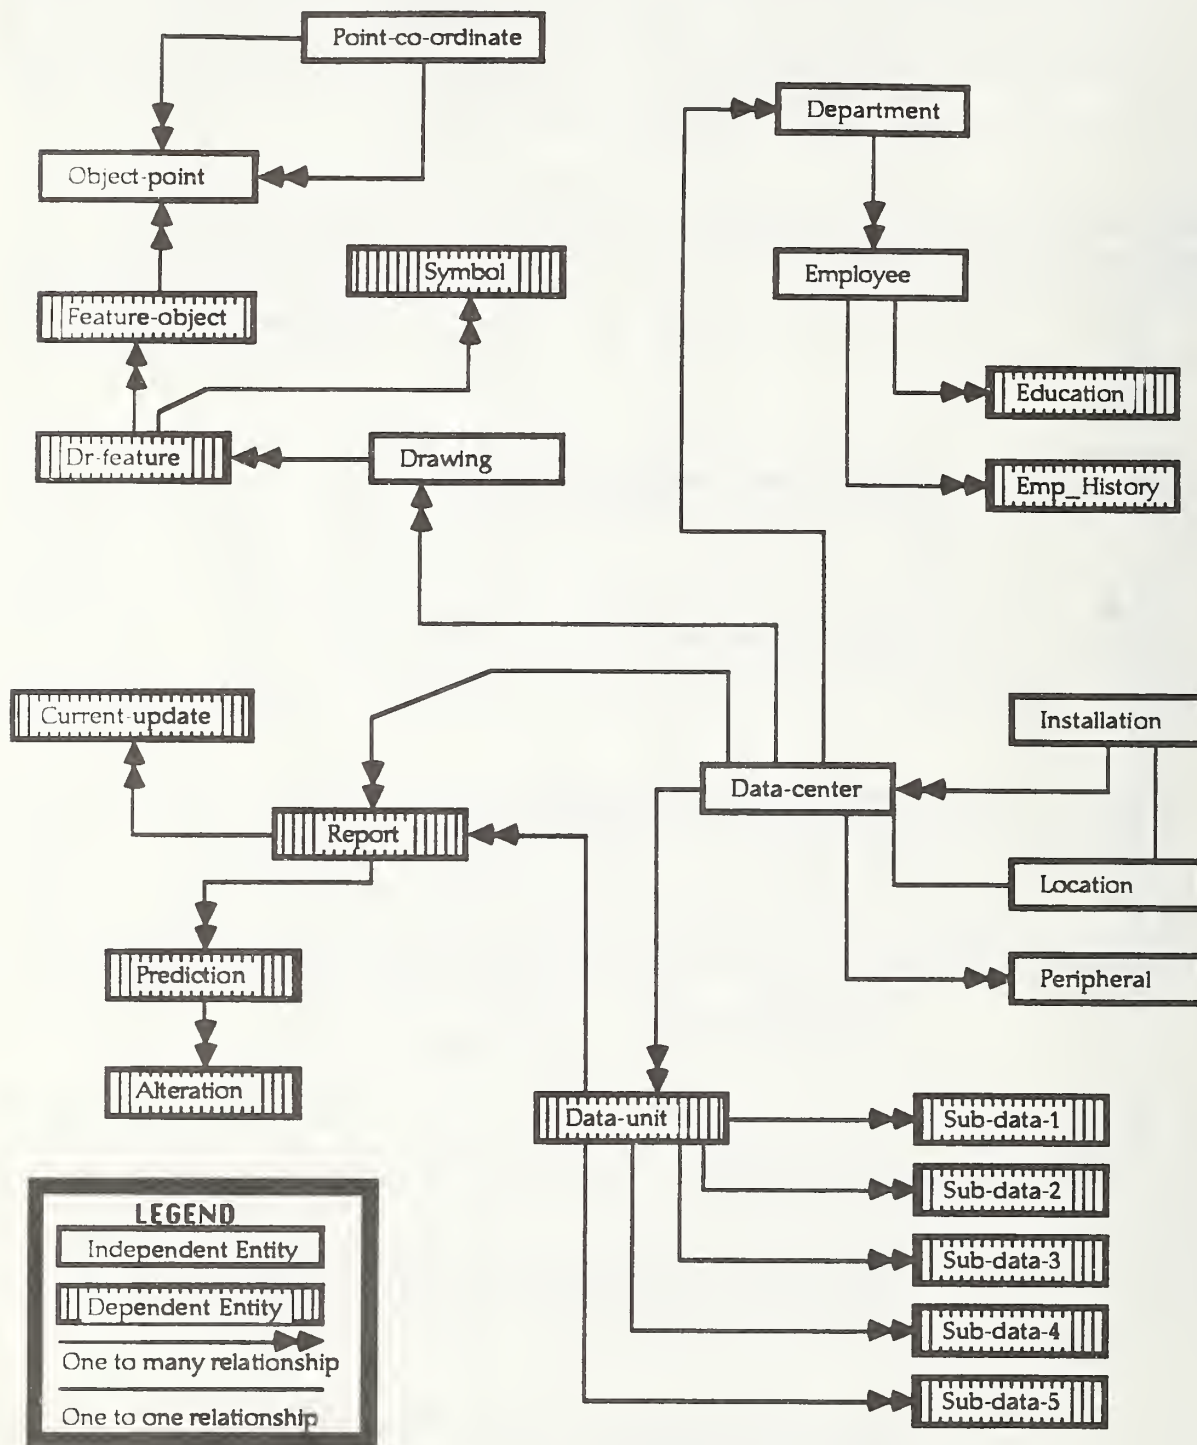 Point-co-ordinate
Department
Object-point
Symbol
Employee
Feature-object
Education
Dr-feature
Drawing
Emp_History
Current-update
Installation
Data-center
Report
Location
Prediction
Peripheral
Alteration
Data-unit
Sub-data-1
Sub-data-2
Sub-data-3
Sub-data-4
Sub-data-5
LEGEND
Independent Entity
Dependent Entity
One to many relationship
One to one relationship